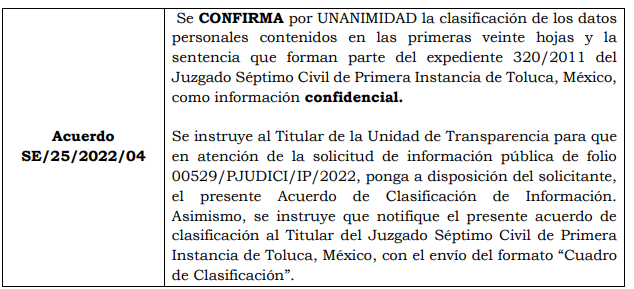 Acuerdo
SE/25/2022/04
Se CONFIRMA por UNANIMIDAD la clasificación de los datos
personales contenidos en las primeras veinte hojas y la
sentencia que forman parte del expediente 320/2011 del
Juzgado Séptimo Civil de Primera Instancia de Toluca, México,
como información confidencial.
Se instruye al Titular de la Unidad de Transparencia para que
en atención de la solicitud de información pública de folio
00529/PJUDICI/IP/2022, ponga a disposición del solicitante,
el presente Acuerdo de Clasificación de Información.
Asimismo, se instruye que notifique el presente acuerdo de
clasificación al Titular del Juzgado Séptimo Civil de Primera
Instancia de Toluca, México, con el envío del formato “Cuadro
de Clasificación”.